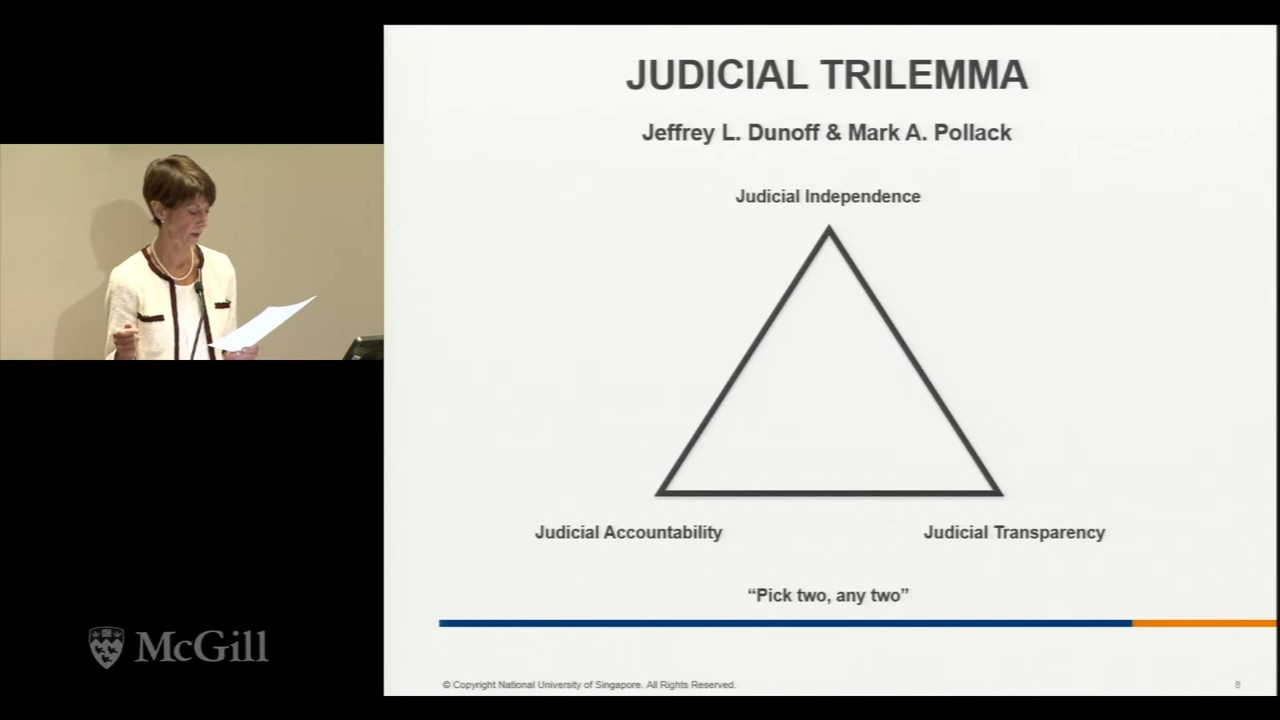 JUDICIAL TRILEMMA
Jeffrey L. Dunoff & Mark A. Pollack
Judicial Independence
Judicial Accountability
Judicial Transparency
“Pick two, any two”
McGill
© Copyright National University of Singapore. All Rights Reserved.
8